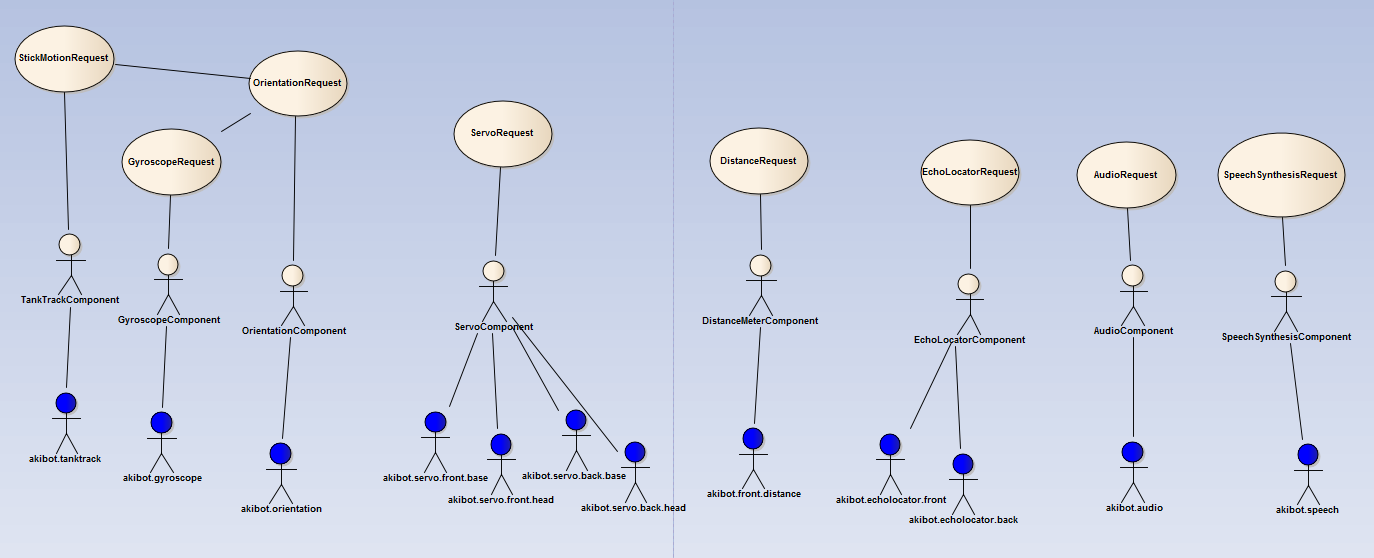 StickMotionRequest
OrientationRequest
GyroscopeRequest
ServoRequest
DistanceRequest
EchoLocatorRequest
AudioRequest
SpeechSynthesisRequest
TankTrackComponent
GyroscopeComponent
OrientationComponent
ServoComponent
DistanceMeterComponent
EchoLocatorComponent
AudioComponent
SpeechSynthesisComponent
akibot.tanktrack
akibot.gyroscope
akibot.orientation
akibot.servo.front.base
akibot.servo.front.head
akibot.servo.back.base
akibot.servo.back.head
akibot.front.distance
akibot.echolocator.front
akibot.echolocator.back
akibot.audio
akibot.speech